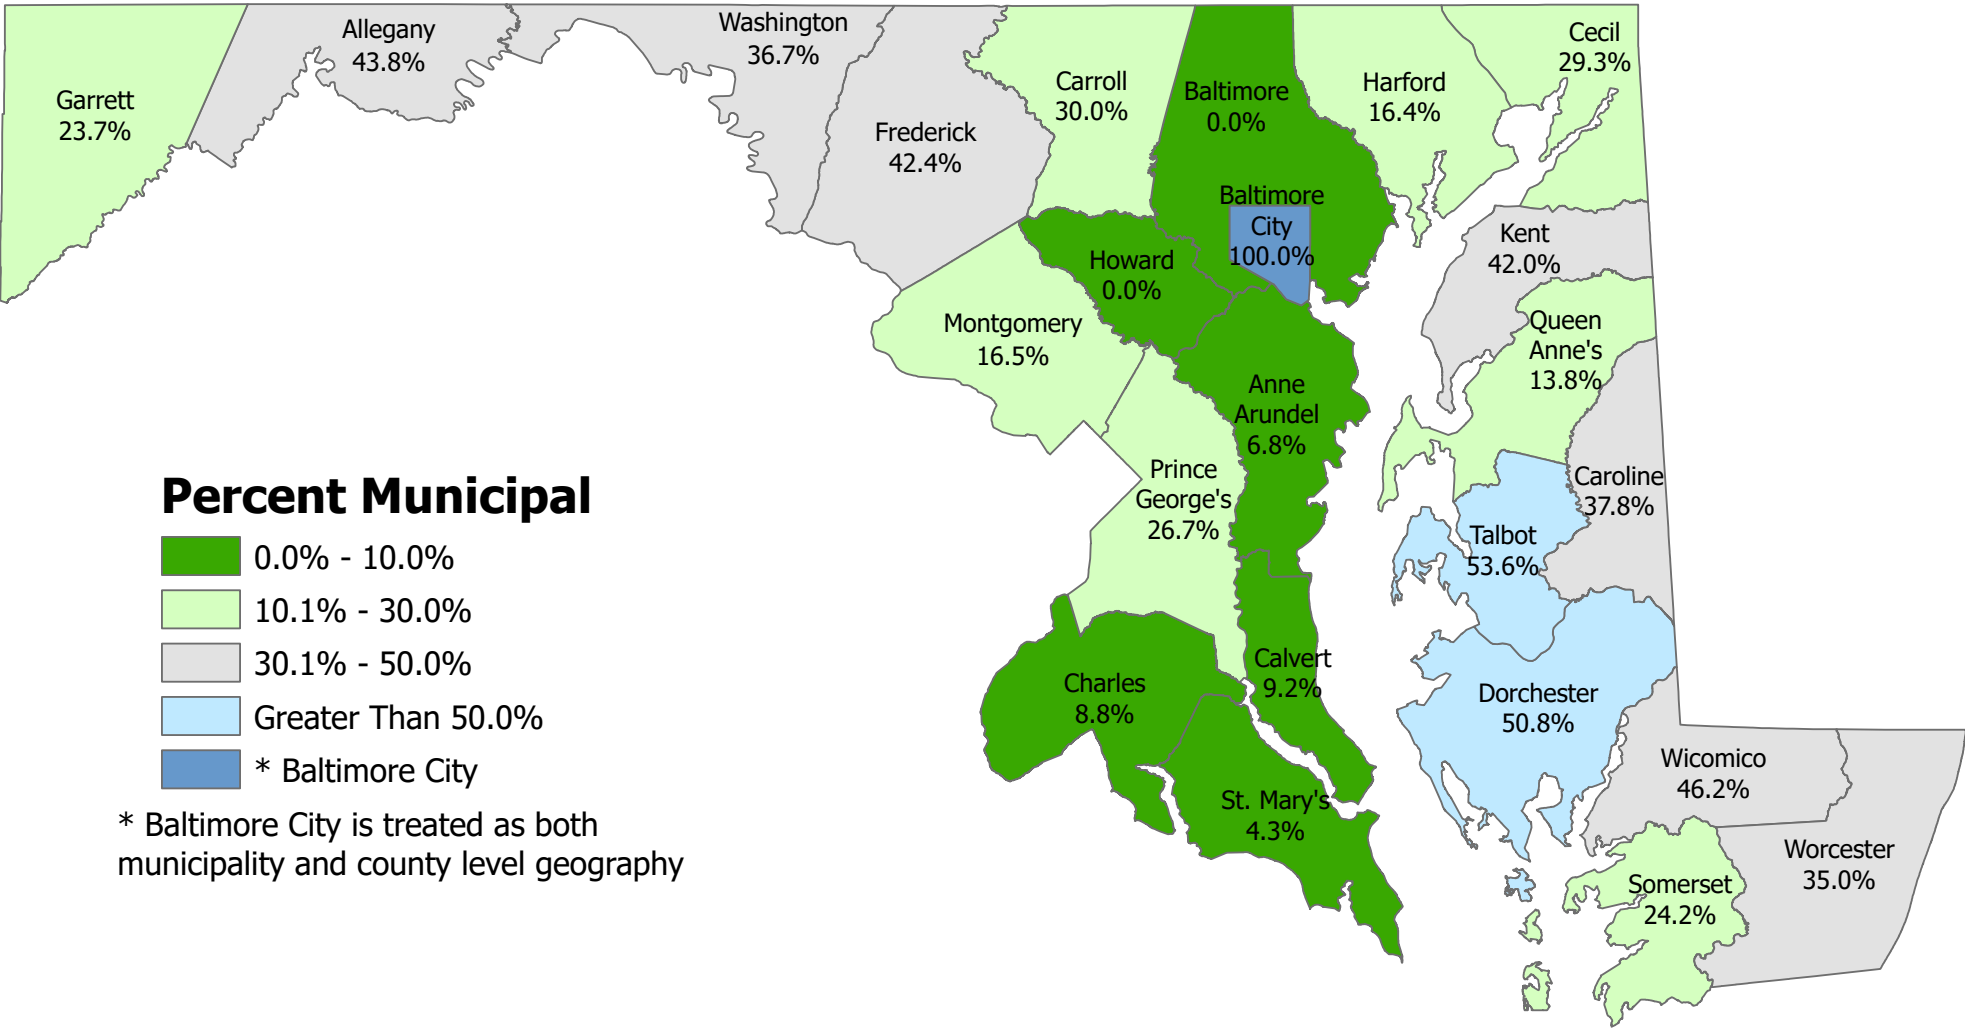 Allegany
43.8%
Washington
36.7%
Cecil
29.3%
Garrett
23.7%
Carroll
30.0%
Baltimore
0.0%
Harford
16.4%
Frederick
42.4%
Baltimore
City
100.0%
Kent
42.0%
Howard
0.0%
Montgomery
16.5%
Queen
Anne's
13.8%
Anne
Arundel
6.8%
Prince
George's
26.7%
Caroline
37.8%
Talbot
53.6%
Calvert
9.2%
Charles
8.8%
Dorchester
50.8%
St. Mary's
4.3%
Wicomico
46.2%
Worcester
35.0%
Somerset
24.2%
Percent Municipal
0.0% - 10.0%
10.1% - 30.0%
30.1% - 50.0%
Greater Than 50.0%
* Baltimore City
* Baltimore City is treated as both
municipality and county level geography